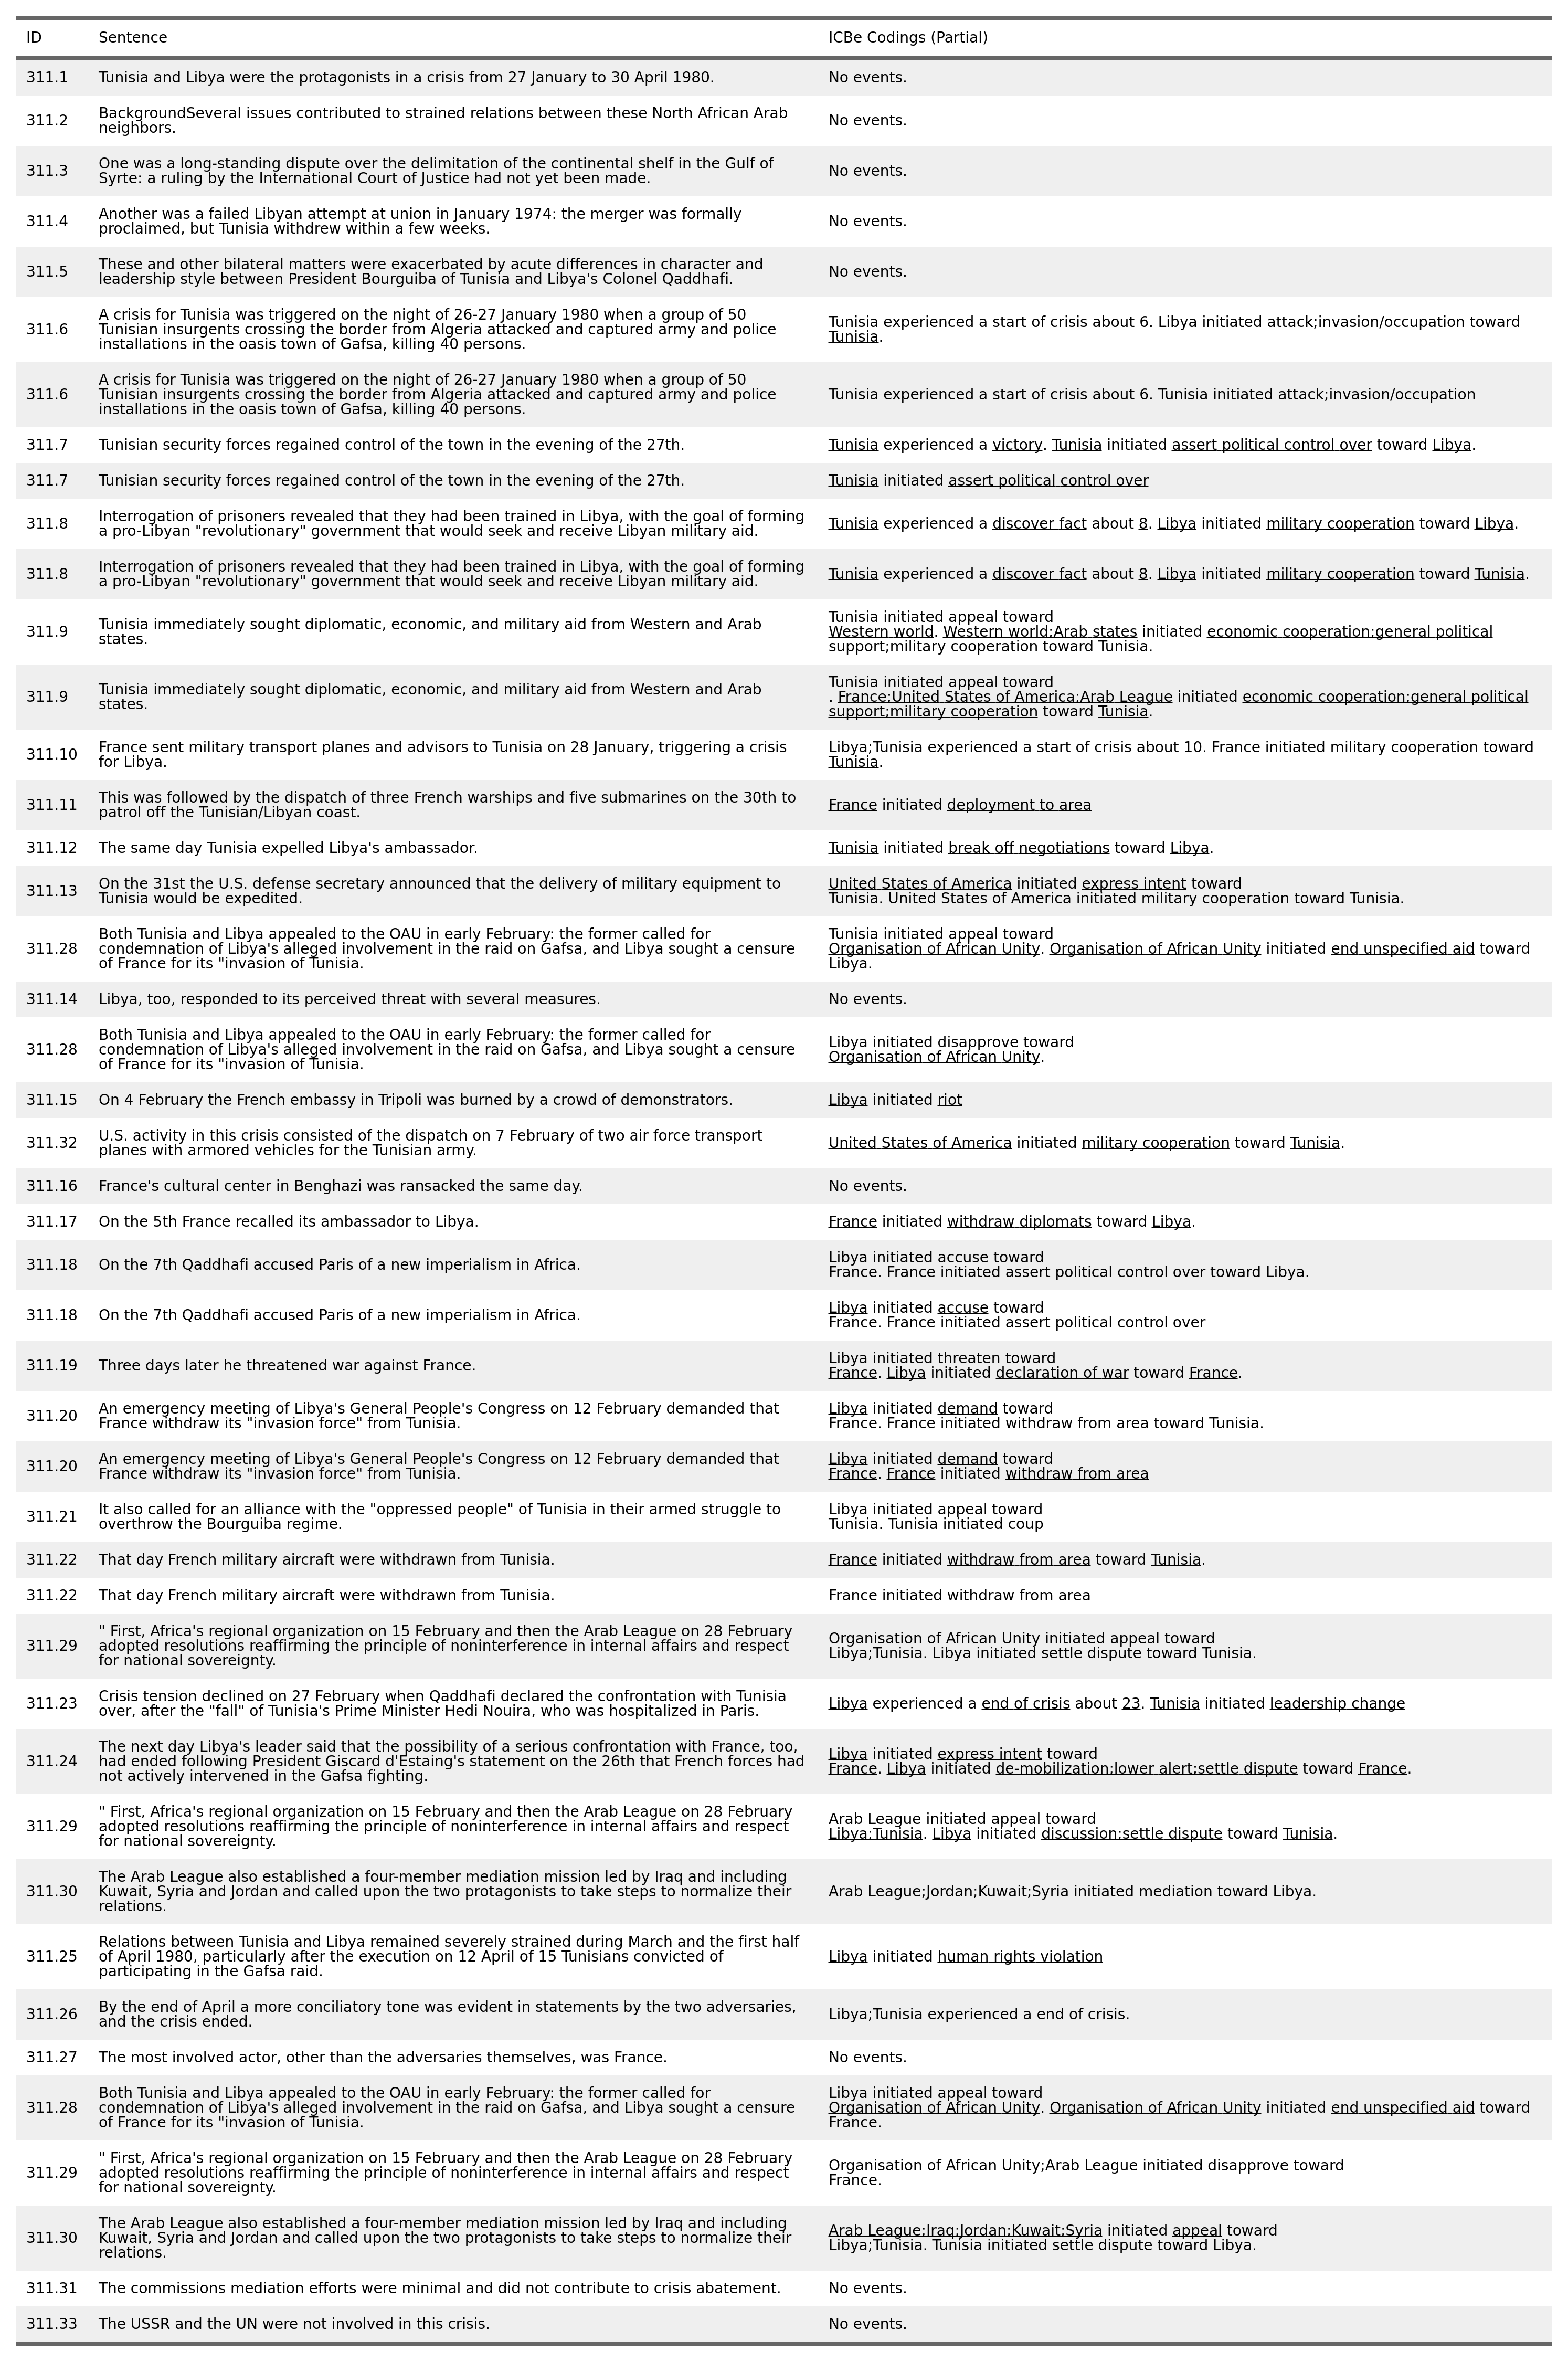 ID Sentence ICBe Codings (Partial)
311.1 Tunisia and Libya were the protagonists in a crisis from 27 January to 30 April 1980. No events.
311.2 BackgroundSeveral issues contributed to strained relations between these North African Arab
neighbors. No events.
311.3 One was a long-standing dispute over the delimitation of the continental shelf in the Gulf of
Syrte: a ruling by the International Court of Justice had not yet been made. No events.
311.4 Another was a failed Libyan attempt at union in January 1974: the merger was formally
proclaimed, but Tunisia withdrew within a few weeks. No events.
311.5 These and other bilateral matters were exacerbated by acute differences in character and
leadership style between President Bourguiba of Tunisia and Libya's Colonel Qaddhafi. No events.
311.6 A crisis for Tunisia was triggered on the night of 26-27 January 1980 when a group of 50
Tunisian insurgents crossing the border from Algeria attacked and captured army and police
installations in the oasis town of Gafsa, killing 40 persons.
Tunisia experienced a start of crisis about 6. Libya initiated attack;invasion/occupation toward
Tunisia.
311.6 A crisis for Tunisia was triggered on the night of 26-27 January 1980 when a group of 50
Tunisian insurgents crossing the border from Algeria attacked and captured army and police
installations in the oasis town of Gafsa, killing 40 persons.
Tunisia experienced a start of crisis about 6. Tunisia initiated attack;invasion/occupation
311.7 Tunisian security forces regained control of the town in the evening of the 27th. Tunisia experienced a victory. Tunisia initiated assert political control over toward Libya.
311.7 Tunisian security forces regained control of the town in the evening of the 27th. Tunisia initiated assert political control over
311.8 Interrogation of prisoners revealed that they had been trained in Libya, with the goal of forming
a pro-Libyan "revolutionary" government that would seek and receive Libyan military aid.
Tunisia experienced a discover fact about 8. Libya initiated military cooperation toward Libya.
311.8 Interrogation of prisoners revealed that they had been trained in Libya, with the goal of forming
a pro-Libyan "revolutionary" government that would seek and receive Libyan military aid.
Tunisia experienced a discover fact about 8. Libya initiated military cooperation toward Tunisia.
311.9 Tunisia immediately sought diplomatic, economic, and military aid from Western and Arab
states.
Tunisia initiated appeal toward
Western world. Western world;Arab states initiated economic cooperation;general political
support;military cooperation toward Tunisia.
311.9 Tunisia immediately sought diplomatic, economic, and military aid from Western and Arab
states.
Tunisia initiated appeal toward
. France;United States of America;Arab League initiated economic cooperation;general political
support;military cooperation toward Tunisia.
311.10 France sent military transport planes and advisors to Tunisia on 28 January, triggering a crisis
for Libya.
Libya;Tunisia experienced a start of crisis about 10. France initiated military cooperation toward
Tunisia.
311.11 This was followed by the dispatch of three French warships and five submarines on the 30th to
patrol off the Tunisian/Libyan coast.
France initiated deployment to area
311.12 The same day Tunisia expelled Libya's ambassador. Tunisia initiated break off negotiations toward Libya.
311.13 On the 31st the U.S. defense secretary announced that the delivery of military equipment to
Tunisia would be expedited.
United States of America initiated express intent toward
Tunisia. United States of America initiated military cooperation toward Tunisia.
311.28 Both Tunisia and Libya appealed to the OAU in early February: the former called for
condemnation of Libya's alleged involvement in the raid on Gafsa, and Libya sought a censure
of France for its "invasion of Tunisia.
Tunisia initiated appeal toward
Organisation of African Unity. Organisation of African Unity initiated end unspecified aid toward
Libya.
311.14 Libya, too, responded to its perceived threat with several measures. No events.
311.28 Both Tunisia and Libya appealed to the OAU in early February: the former called for
condemnation of Libya's alleged involvement in the raid on Gafsa, and Libya sought a censure
of France for its "invasion of Tunisia.
Libya initiated disapprove toward
Organisation of African Unity.
311.15 On 4 February the French embassy in Tripoli was burned by a crowd of demonstrators. Libya initiated riot
311.32 U.S. activity in this crisis consisted of the dispatch on 7 February of two air force transport
planes with armored vehicles for the Tunisian army.
United States of America initiated military cooperation toward Tunisia.
311.16 France's cultural center in Benghazi was ransacked the same day. No events.
311.17 On the 5th France recalled its ambassador to Libya. France initiated withdraw diplomats toward Libya.
311.18 On the 7th Qaddhafi accused Paris of a new imperialism in Africa.
Libya initiated accuse toward
France. France initiated assert political control over toward Libya.
311.18 On the 7th Qaddhafi accused Paris of a new imperialism in Africa.
Libya initiated accuse toward
France. France initiated assert political control over
311.19 Three days later he threatened war against France.
Libya initiated threaten toward
France. Libya initiated declaration of war toward France.
311.20 An emergency meeting of Libya's General People's Congress on 12 February demanded that
France withdraw its "invasion force" from Tunisia.
Libya initiated demand toward
France. France initiated withdraw from area toward Tunisia.
311.20 An emergency meeting of Libya's General People's Congress on 12 February demanded that
France withdraw its "invasion force" from Tunisia.
Libya initiated demand toward
France. France initiated withdraw from area
311.21 It also called for an alliance with the "oppressed people" of Tunisia in their armed struggle to
overthrow the Bourguiba regime.
Libya initiated appeal toward
Tunisia. Tunisia initiated coup
311.22 That day French military aircraft were withdrawn from Tunisia. France initiated withdraw from area toward Tunisia.
311.22 That day French military aircraft were withdrawn from Tunisia. France initiated withdraw from area
311.29 " First, Africa's regional organization on 15 February and then the Arab League on 28 February
adopted resolutions reaffirming the principle of noninterference in internal affairs and respect
for national sovereignty.
Organisation of African Unity initiated appeal toward
Libya;Tunisia. Libya initiated settle dispute toward Tunisia.
311.23 Crisis tension declined on 27 February when Qaddhafi declared the confrontation with Tunisia
over, after the "fall" of Tunisia's Prime Minister Hedi Nouira, who was hospitalized in Paris.
Libya experienced a end of crisis about 23. Tunisia initiated leadership change
311.24 The next day Libya's leader said that the possibility of a serious confrontation with France, too,
had ended following President Giscard d'Estaing's statement on the 26th that French forces had
not actively intervened in the Gafsa fighting.
Libya initiated express intent toward
France. Libya initiated de-mobilization;lower alert;settle dispute toward France.
311.29 " First, Africa's regional organization on 15 February and then the Arab League on 28 February
adopted resolutions reaffirming the principle of noninterference in internal affairs and respect
for national sovereignty.
Arab League initiated appeal toward
Libya;Tunisia. Libya initiated discussion;settle dispute toward Tunisia.
311.30 The Arab League also established a four-member mediation mission led by Iraq and including
Kuwait, Syria and Jordan and called upon the two protagonists to take steps to normalize their
relations.
Arab League;Jordan;Kuwait;Syria initiated mediation toward Libya.
311.25 Relations between Tunisia and Libya remained severely strained during March and the first half
of April 1980, particularly after the execution on 12 April of 15 Tunisians convicted of
participating in the Gafsa raid.
Libya initiated human rights violation
311.26 By the end of April a more conciliatory tone was evident in statements by the two adversaries,
and the crisis ended.
Libya;Tunisia experienced a end of crisis.
311.27 The most involved actor, other than the adversaries themselves, was France. No events.
311.28 Both Tunisia and Libya appealed to the OAU in early February: the former called for
condemnation of Libya's alleged involvement in the raid on Gafsa, and Libya sought a censure
of France for its "invasion of Tunisia.
Libya initiated appeal toward
Organisation of African Unity. Organisation of African Unity initiated end unspecified aid toward
France.
311.29 " First, Africa's regional organization on 15 February and then the Arab League on 28 February
adopted resolutions reaffirming the principle of noninterference in internal affairs and respect
for national sovereignty.
Organisation of African Unity;Arab League initiated disapprove toward
France.
311.30 The Arab League also established a four-member mediation mission led by Iraq and including
Kuwait, Syria and Jordan and called upon the two protagonists to take steps to normalize their
relations.
Arab League;Iraq;Jordan;Kuwait;Syria initiated appeal toward
Libya;Tunisia. Tunisia initiated settle dispute toward Libya.
311.31 The commissions mediation efforts were minimal and did not contribute to crisis abatement. No events.
311.33 The USSR and the UN were not involved in this crisis. No events.